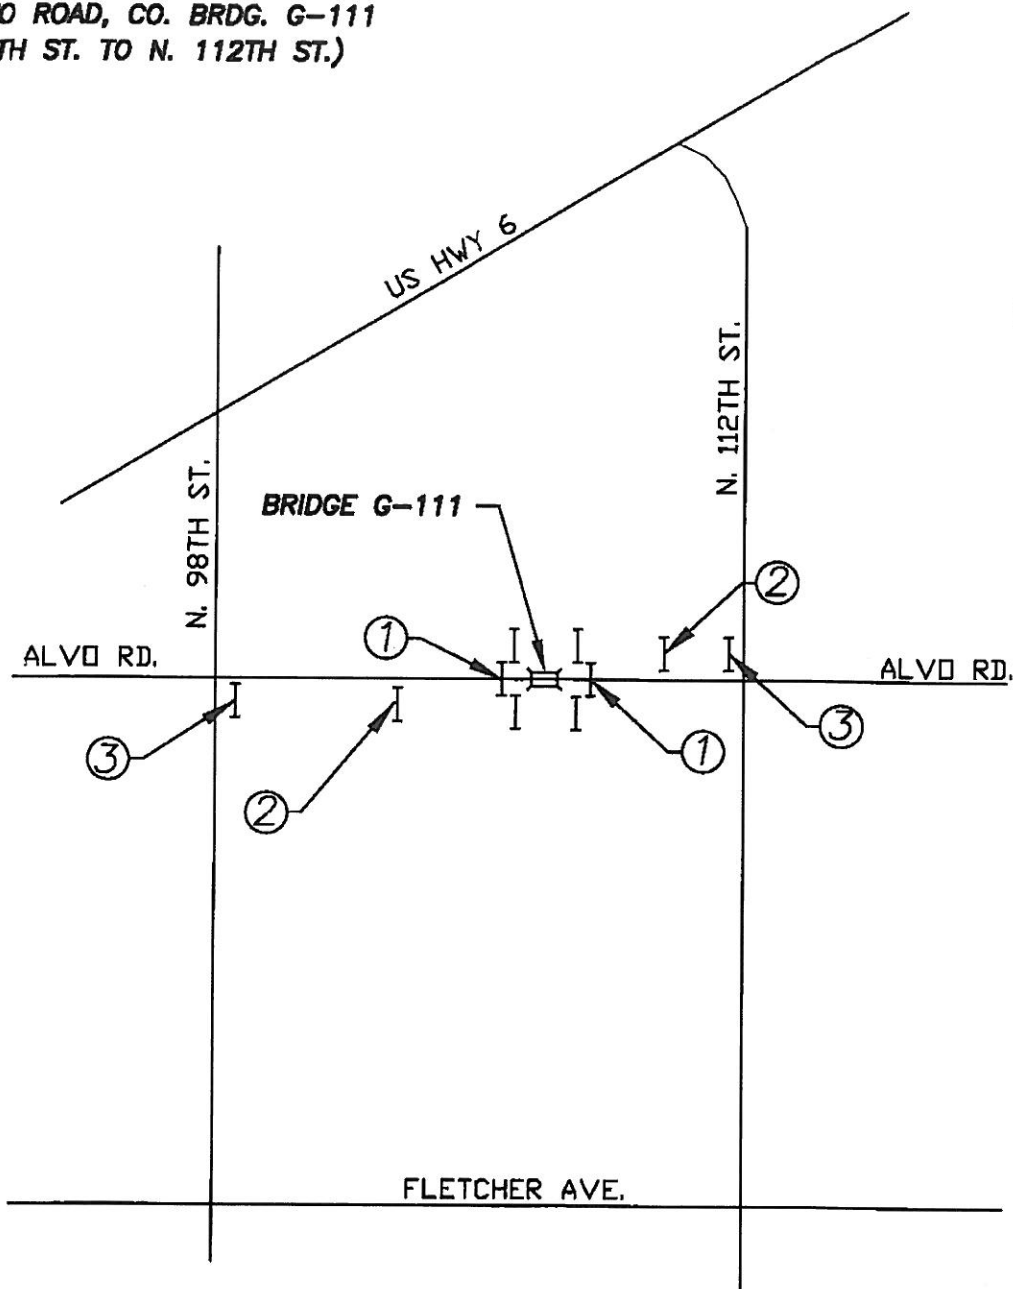 ROAD, CO. BRDG. G-111
ST. TO N. 112TH ST.)
US HWY 6
N. 112TH ST.
N. 98TH ST.
BRIDGE G-111
2
1
ALVO RD.
ALVO RD.
3
2
1
3
FLETCHER AVE.